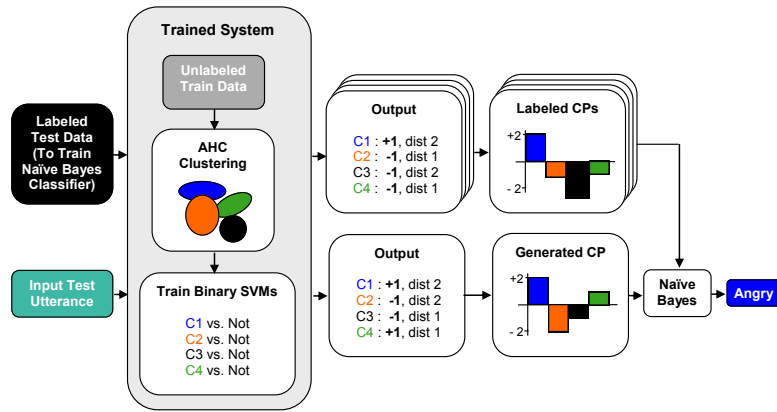 Trained System
Unlabeled
Train Data
Labeled
Test Data
(To Train
Naïve Bayes
Classifier)
AHC
Clustering
Output
C1 : +1, dist 2
C2 : -1, dist 1
C3 : -1, dist 2
C4 : -1, dist 1
Labeled CPs
+2
- 2
Input Test
Utterance
Train Binary SVMs
C1 vs. Not
C2 vs. Not
C3 vs. Not
C4 vs. Not
Output
C1 : +1, dist 2
C2 : -1, dist 2
C3 : -1, dist 1
C4 : +1, dist 1
Generated CP
+2
- 2
Naïve
Bayes
Angry